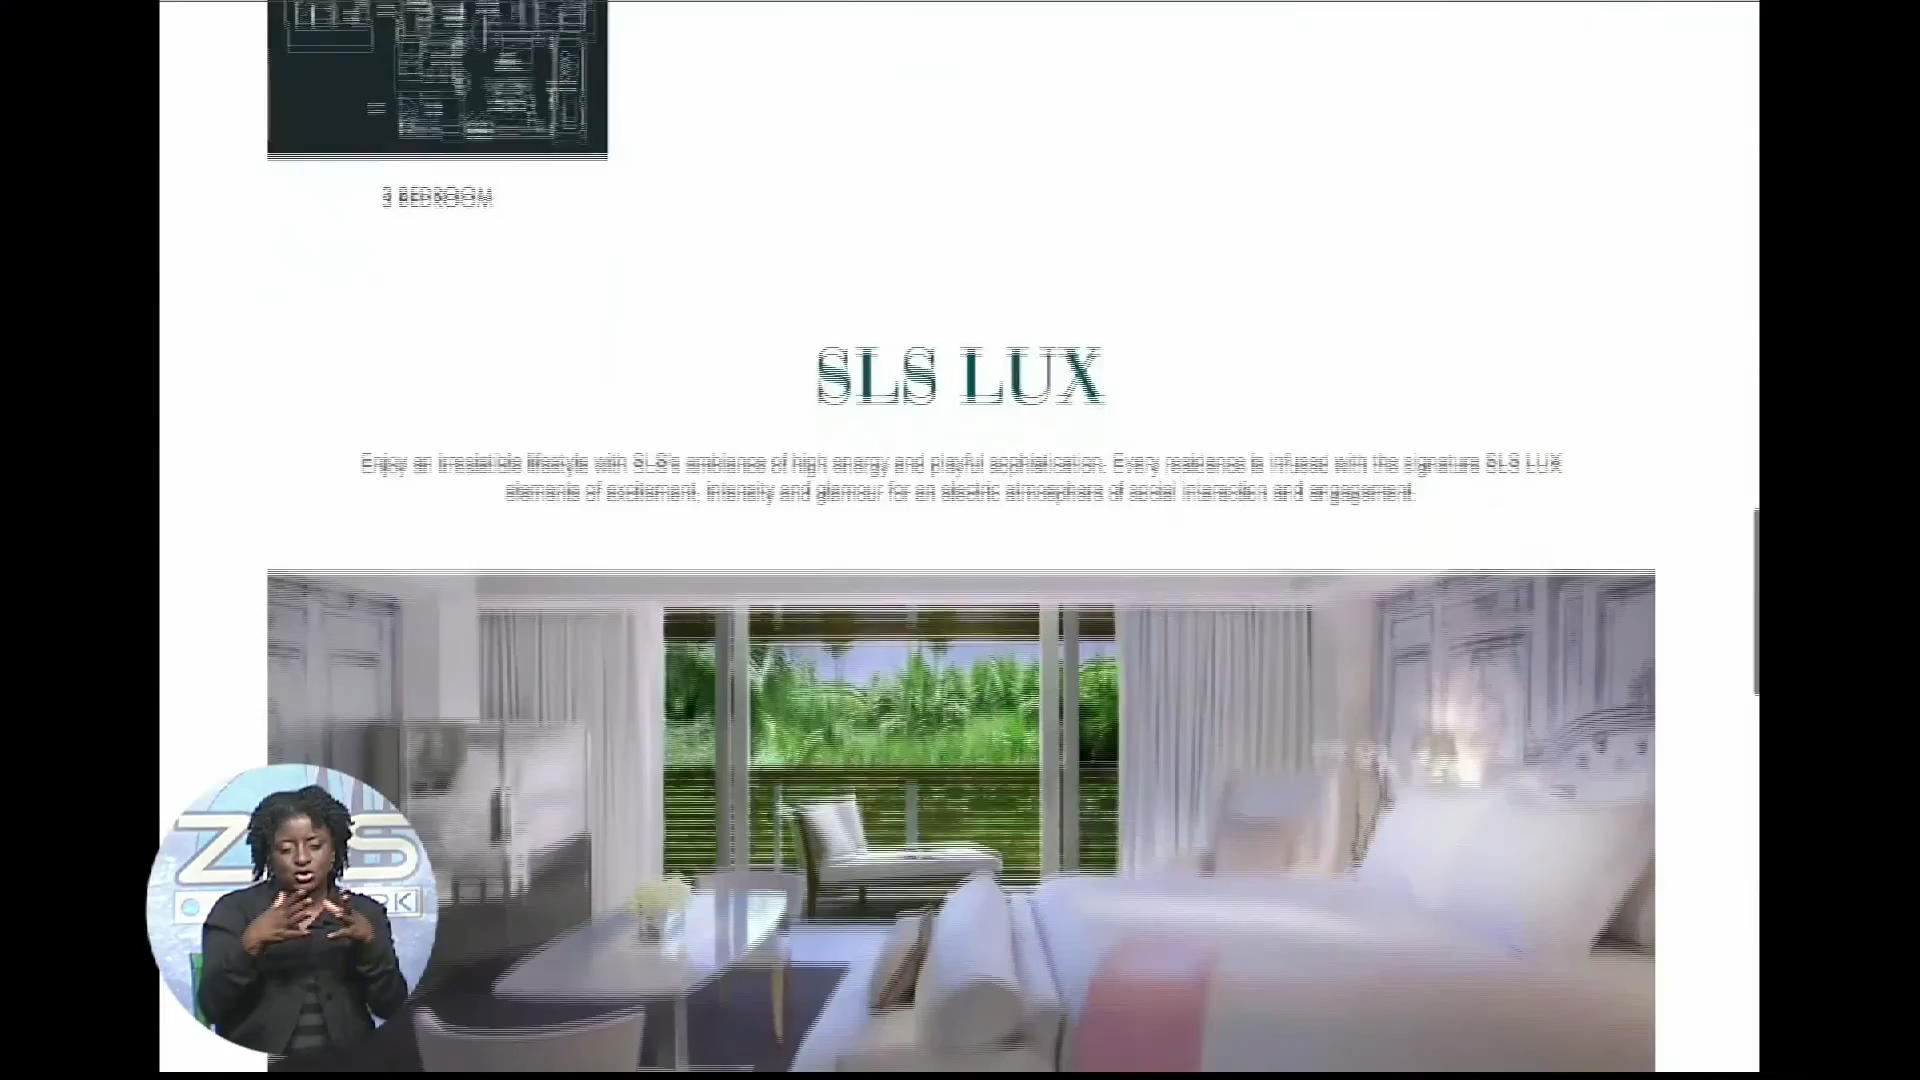 3 BEDROOM
SLS LUX
Enjoy an irresistible lifestyle with SLS's ambience of high energy and playful sophistication. Every residence is infused with the signature SLS LUX
elements of excitement, intensity and glamour for an electric atmosphere of social interaction and engagement.